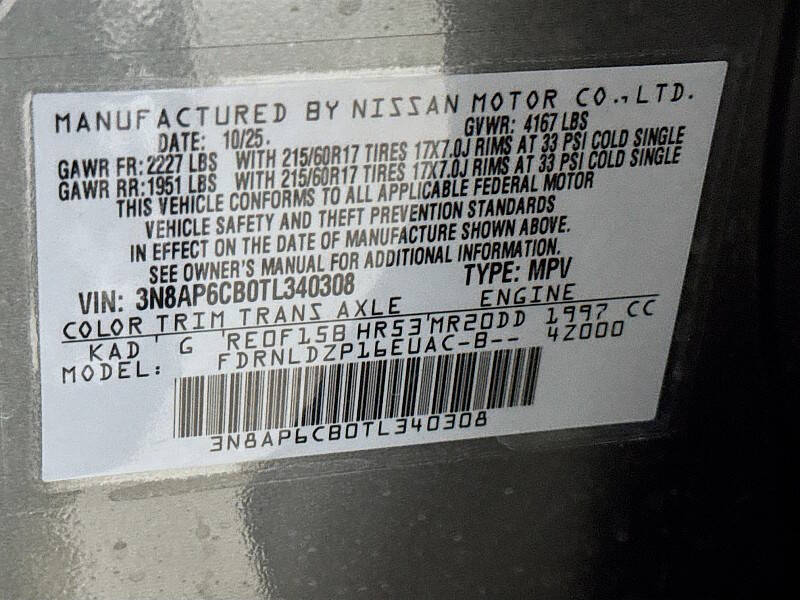 MANUFACTURED BY NISSAN MOTOR CO., LTD.
DATE: 10/25. GVWR: 4167 LBS
GAWR FR: 2227 LBS WITH 215/60R17 TIRES 17X7.0J RIMS AT 33 PSI COLD SINGLE
GAWR RR: 1951 LBS WITH 215/60R17 TIRES 17X7.0J RIMS AT 33 PSI COLD SINGLE
THIS VEHICLE CONFORMS TO ALL APPLICABLE FEDERAL MOTOR
VEHICLE SAFETY AND THEFT PREVENTION STANDARDS
IN EFFECT ON THE DATE OF MANUFACTURE SHOWN ABOVE.
SEE OWNER'S MANUAL FOR ADDITIONAL INFORMATION.
VIN: 3N8AP6CB0TL340308 TYPE: MPV
COLOR TRIM TRANS AXLE ENGINE
KAD G RE0F15B HR53 MR20DD 1997 CC
MODEL: FDRNLDZP16EUAC-B-- 4Z000
3N8AP6CB0TL340308